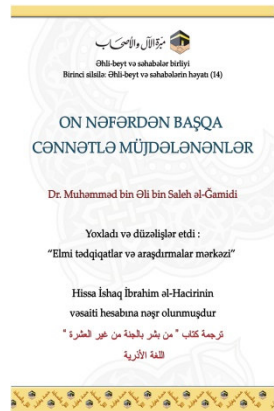 مبرة الآل والأصحاب
Əhli-beyt və səhabələr birliyi
Birinci silsilə: Əhli-beyt və səhabələrin həyatı (14)
ON NƏFƏRDƏN BAŞQA
CƏNNƏTLƏ MÜJDƏLƏNƏNLƏR
Dr. Muhəmməd bin Əli bin Saleh əl-Ğamidi
Yoxladı və düzəlişlər etdi :
“Elmi tədqiqatlar və araşdırmalar mərkəzi”
Hissa İshaq İbrahim əl-Hacirinin
vəsaiti hesabına nəşr olunmuşdur
ترجمة كتاب " من بشر بالجنة من غير العشرة "
اللغة الأذرية